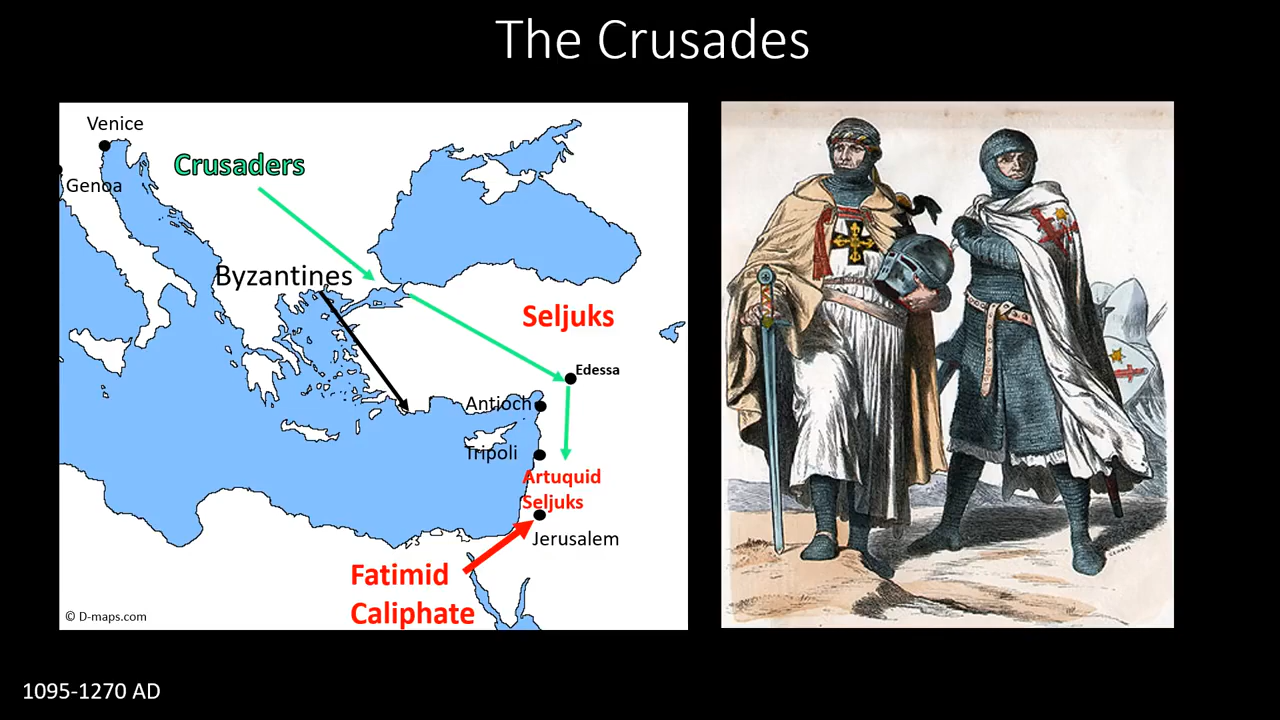 The Crusades
Venice
Genoa
Crusaders
Byzantines
Seljuks
Edessa
Antioch
Tripoli
Artuquid
Seljuks
Jerusalem
Fatimid
Caliphate
© D-maps.com
1095-1270 AD